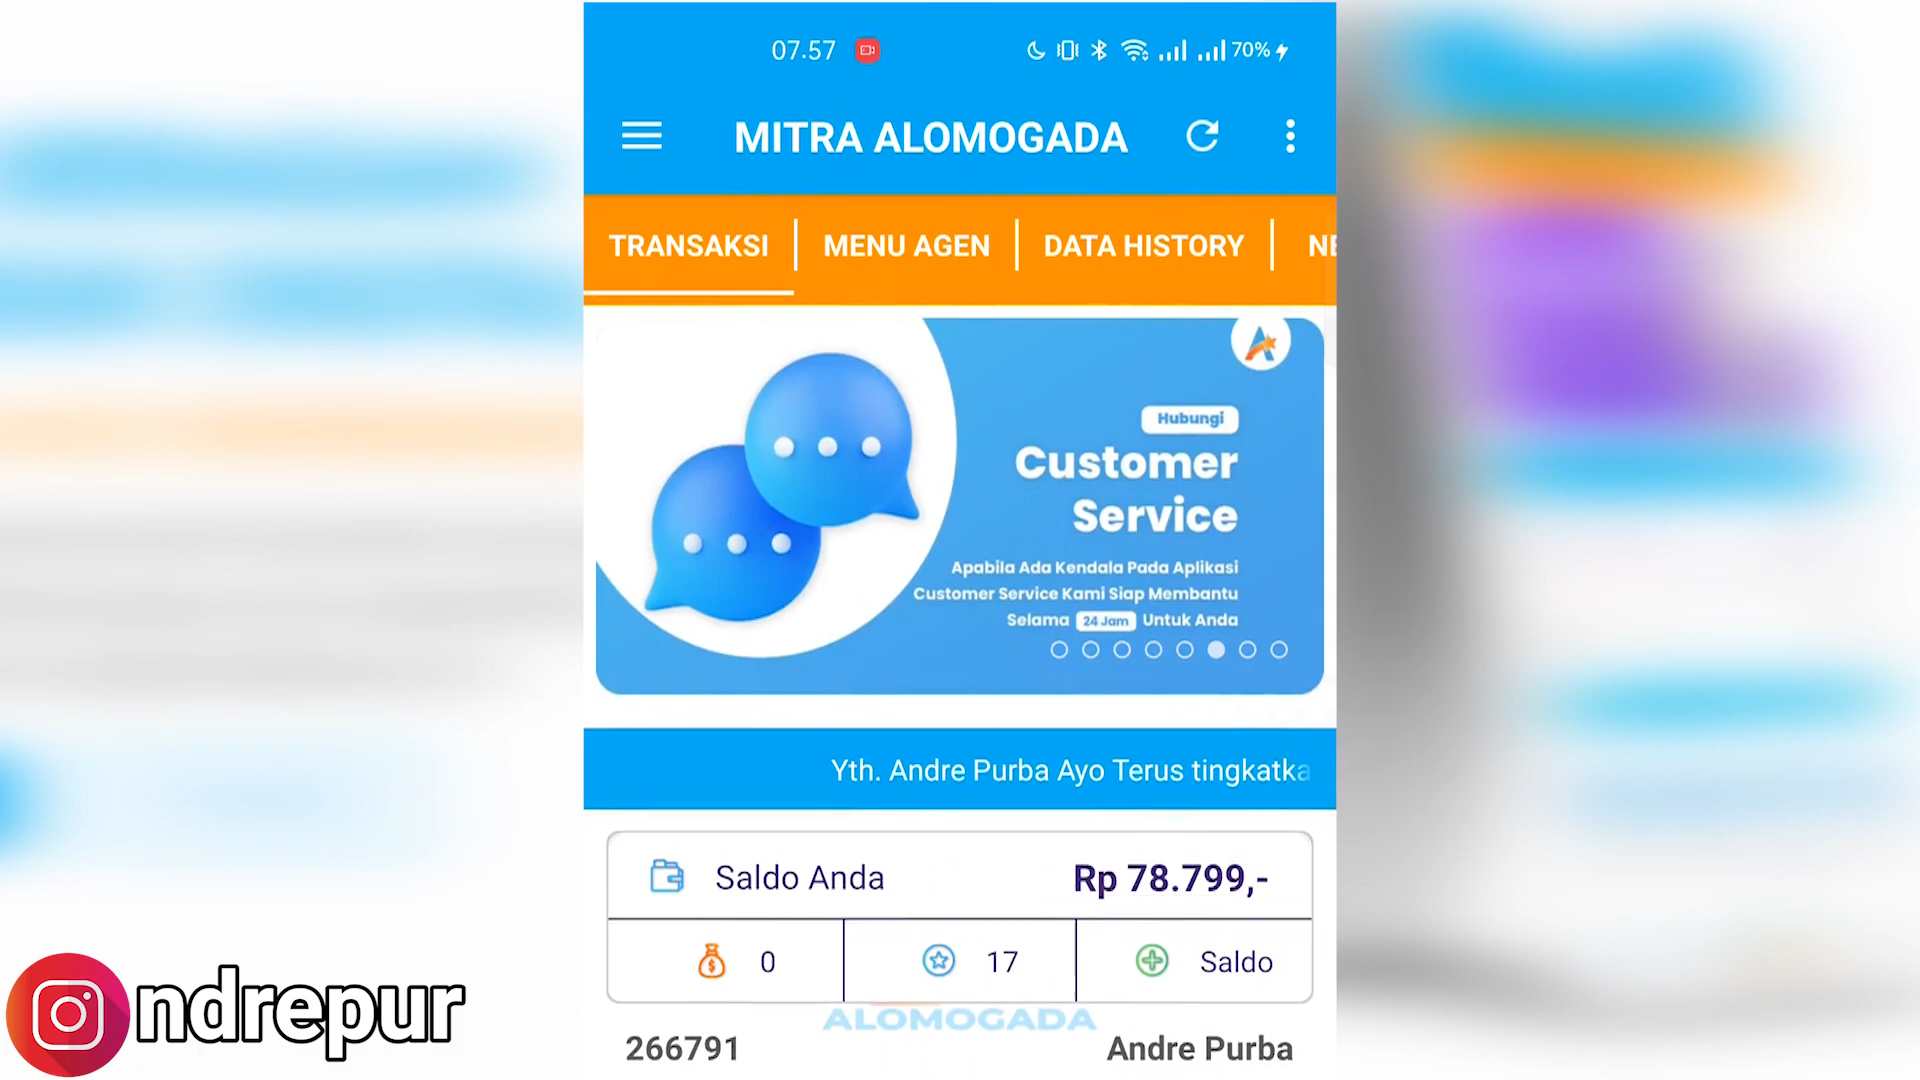 07.57
70%
MITRA ALOMOGADA
TRANSAKSI
MENU AGEN
DATA HISTORY
NE
Hubungi
Customer
Service
Apabila Ada Kendala Pada Aplikasi
Customer Service Kami Siap Membantu
Selama 24 Jam Untuk Anda
Yth. Andre Purba Ayo Terus tingkatka
Saldo Anda
Rp 78.799,-
0
17
Saldo
ALOMOGADA
266791
Andre Purba
ndrepur